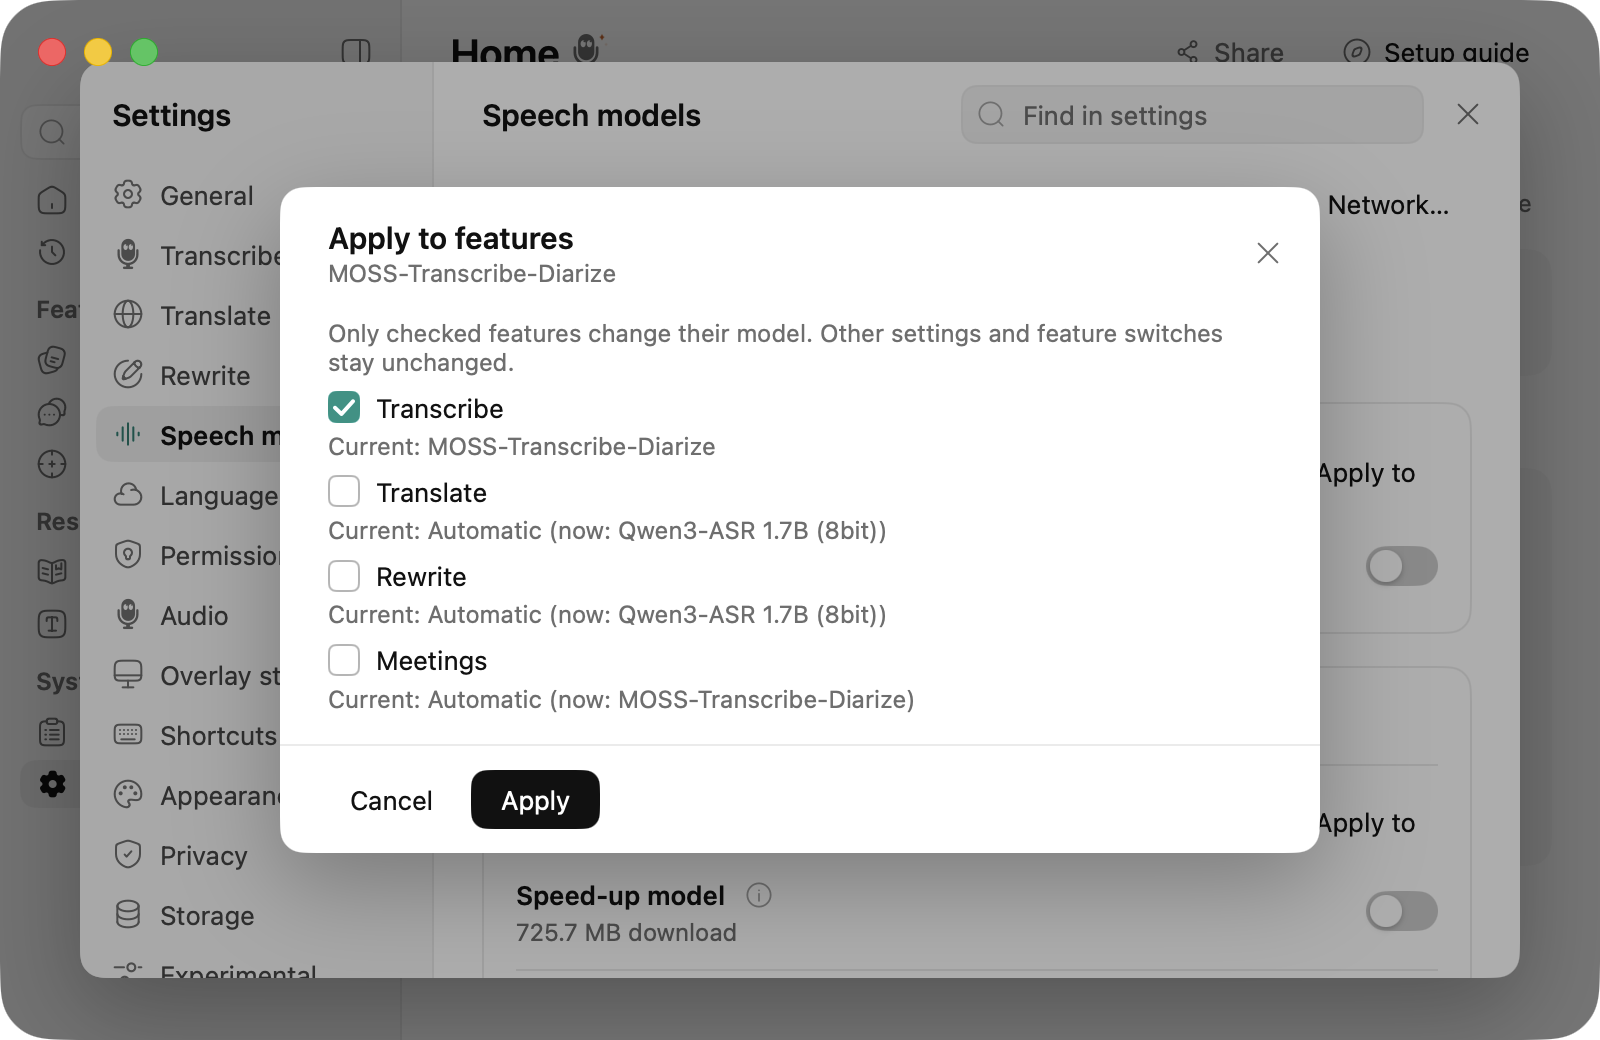 Home
Share
Setup guide
Settings
Speech models
Find in settings
General
Network...
Transcribe
Translate
Rewrite
Speech m
Language
Permission
Audio
Overlay st
Shortcuts
Appearan
Privacy
Storage
Experimental
Feat
Res
Syst
Apply to features
MOSS-Transcribe-Diarize
Only checked features change their model. Other settings and feature switches
stay unchanged.
Transcribe
Current: MOSS-Transcribe-Diarize
Translate
Current: Automatic (now: Qwen3-ASR 1.7B (8bit))
Rewrite
Current: Automatic (now: Qwen3-ASR 1.7B (8bit))
Meetings
Current: Automatic (now: MOSS-Transcribe-Diarize)
Cancel
Apply
Apply to
Apply to
Speed-up model
725.7 MB download